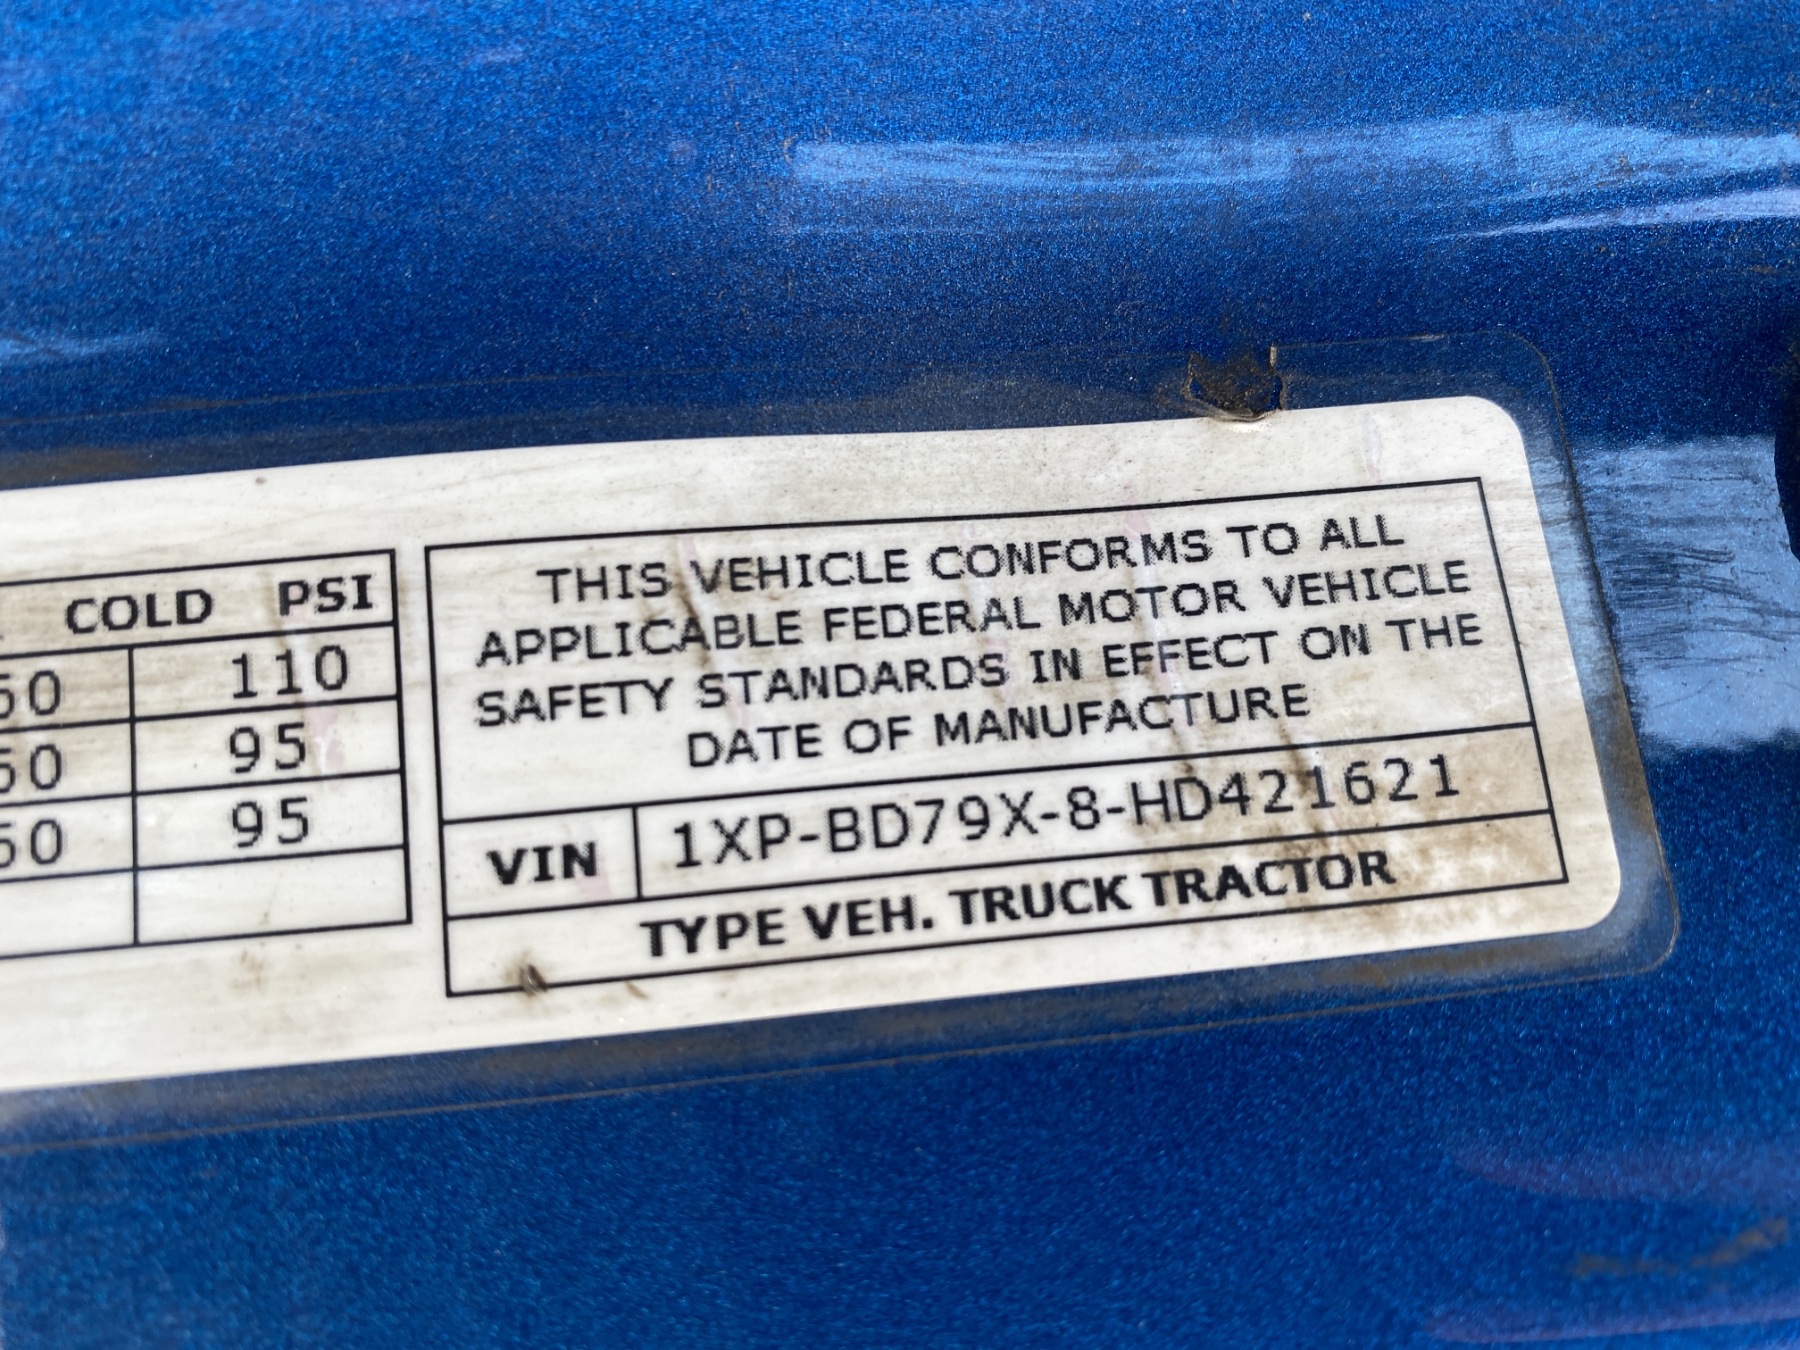 COLD PSI
50 110
50 95
50 95
THIS VEHICLE CONFORMS TO ALL
APPLICABLE FEDERAL MOTOR VEHICLE
SAFETY STANDARDS IN EFFECT ON THE
DATE OF MANUFACTURE
VIN 1XP-BD79X-8-HD421621
TYPE VEH. TRUCK TRACTOR